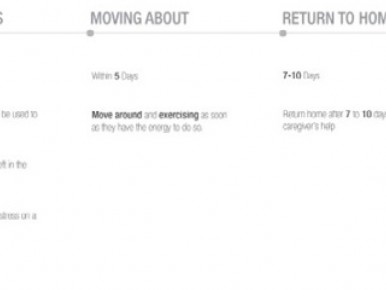 S
MOVING ABOUT
RETURN TO HOM
Within 5 Days
7-10 Days
be used to
Move around and exercising as soon
as they have the energy to do so.
Return home after 7 to 10 day
caregiver's help
eft in the
stress on a